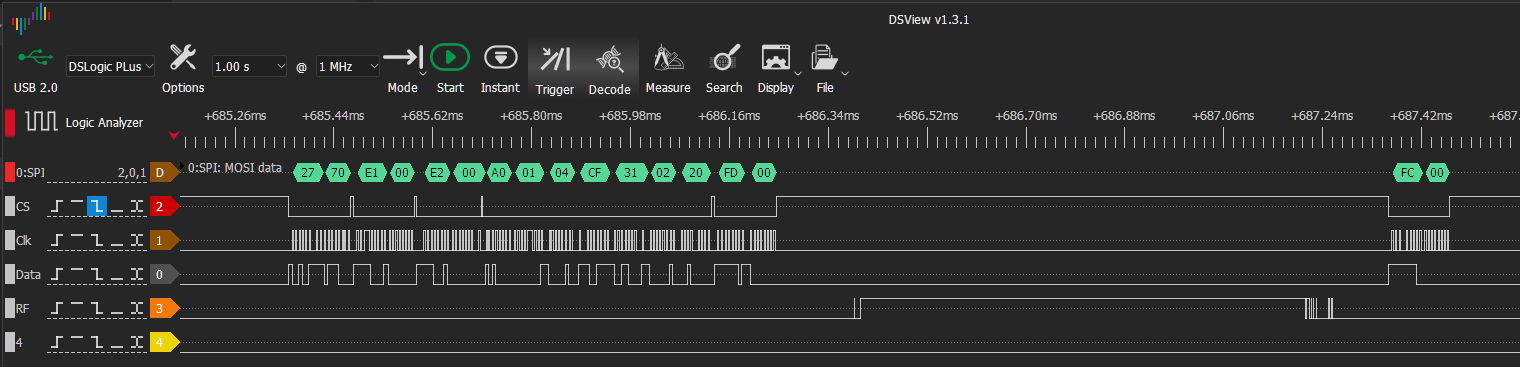 DSView v1.3.1
USB 2.0
DSLogic PLus
Options
1.00 s
@
1 MHz
Mode
Start
Instant
Trigger
Decode
Measure
Search
Display
File
Logic Analyzer
+685.26ms +685.44ms +685.62ms +685.80ms +685.98ms +686.16ms +686.34ms +686.52ms +686.70ms +686.88ms +687.06ms +687.24ms +687.42ms +687.
0:SPI 2,0,1 D 0:SPI: MOSI data 27 70 E1 00 E2 00 A0 01 04 CF 31 02 20 FD 00 FC 00
CS 2
Clk 1
Data 0
RF 3
4 4